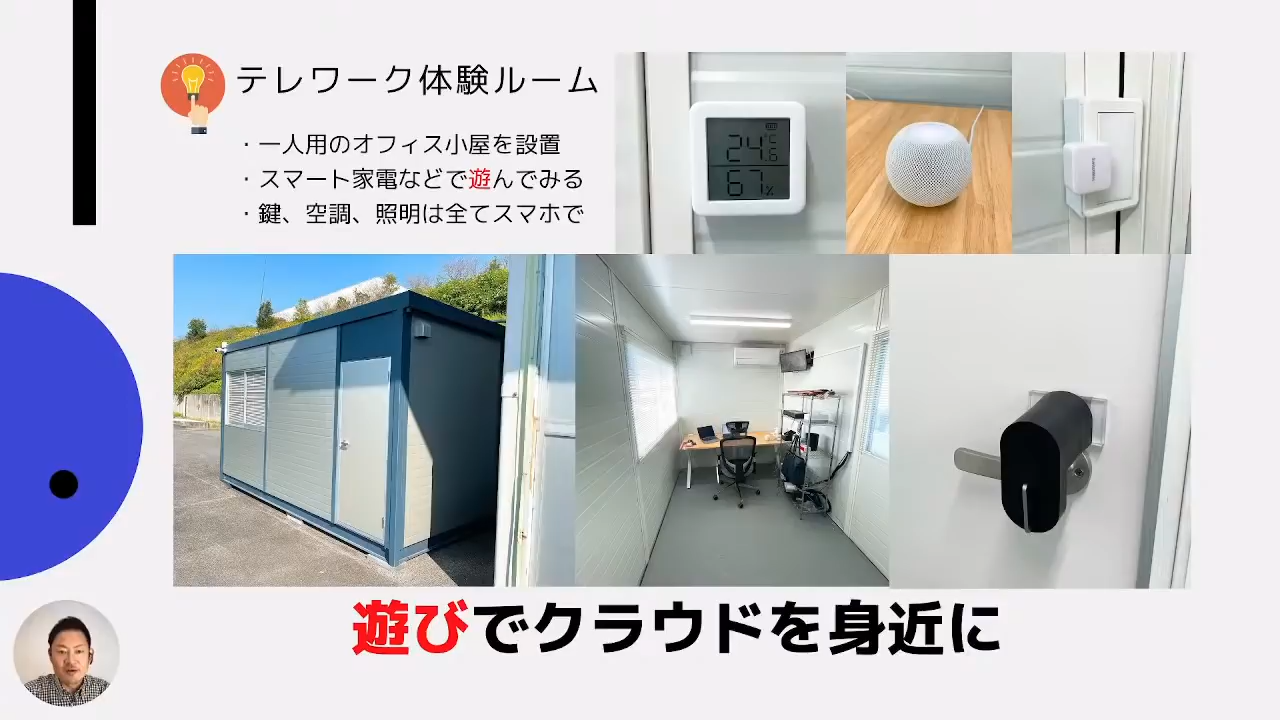 テレワーク体験ルーム
・一人用のオフィス小屋を設置
・スマート家電などで遊んでみる
・鍵、空調、照明は全てスマホで
24.6℃
67%
遊びでクラウドを身近に